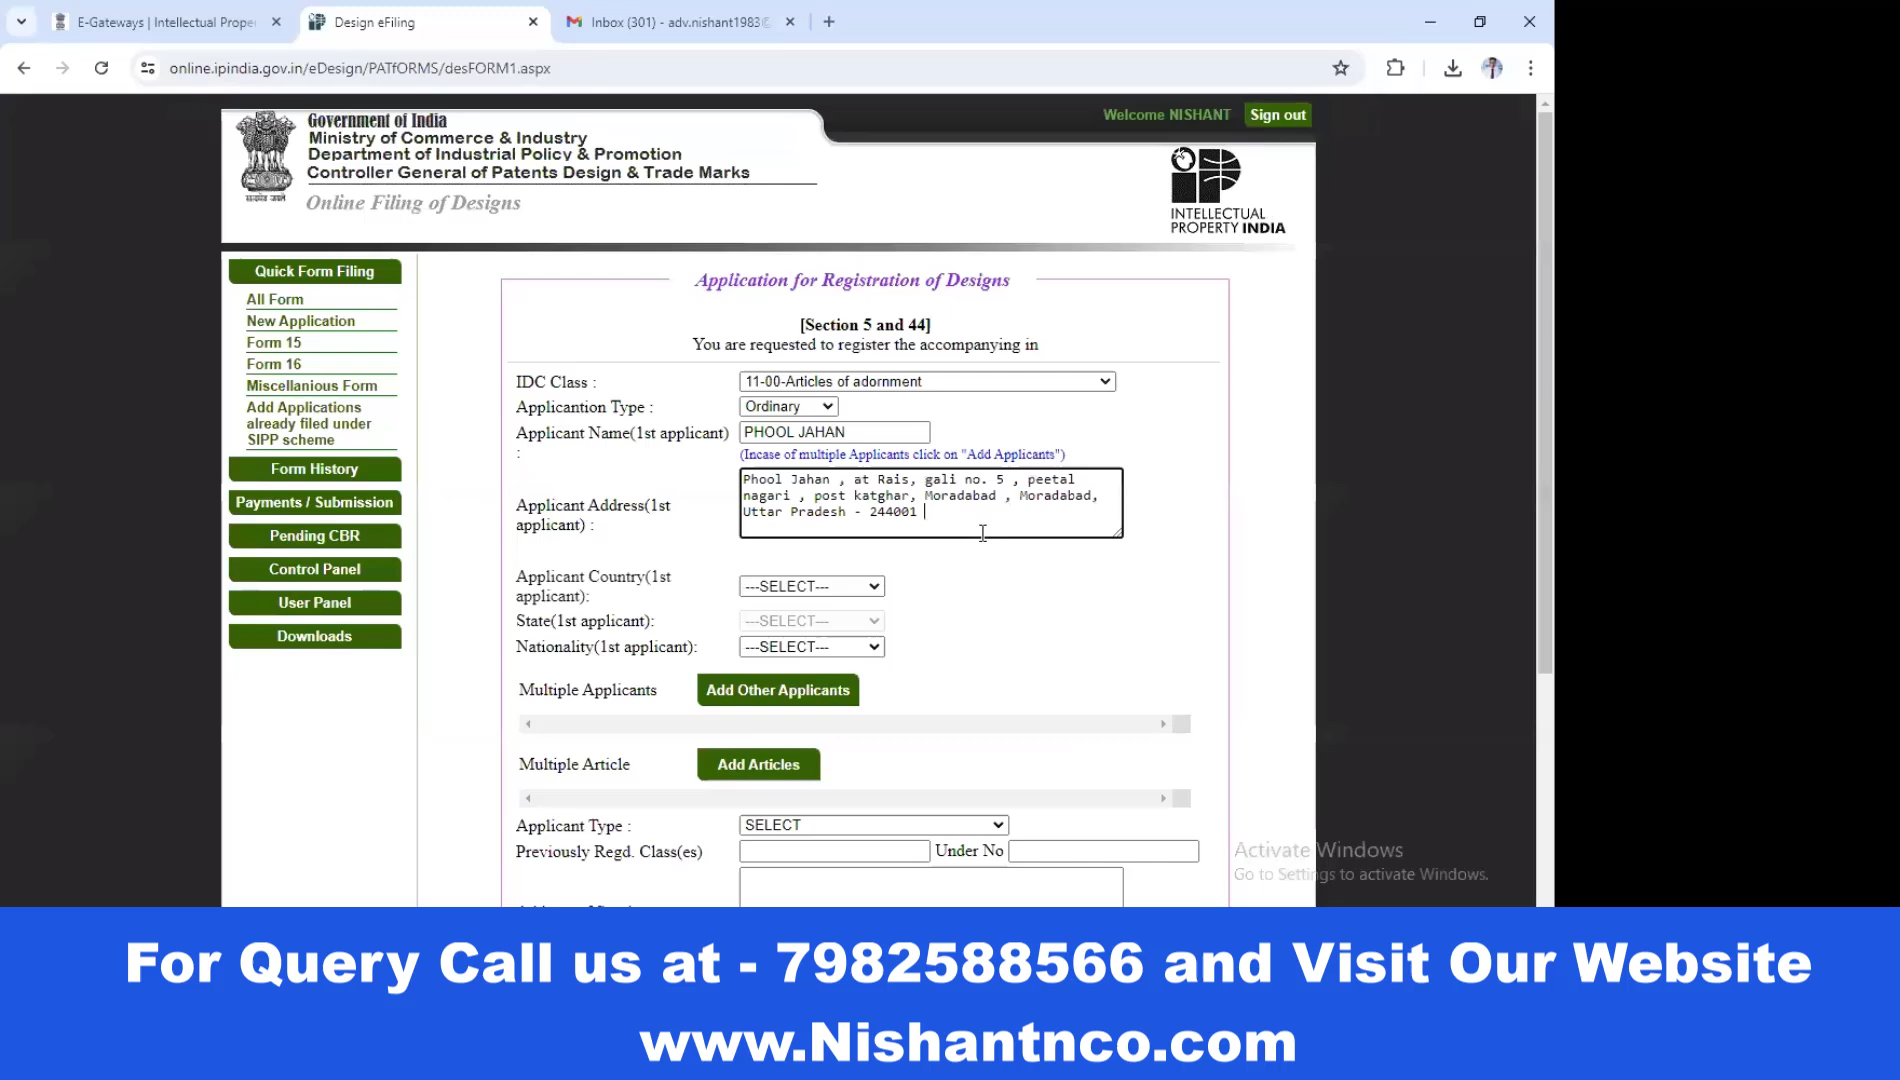 E-Gateways | Intellectual Prope
Design eFiling
Inbox (301) - adv.nishant1983@
online.ipindia.gov.in/eDesign/PATfORMS/desFORM1.aspx
Welcome NISHANT
Sign out
Government of India
Ministry of Commerce & Industry
Department of Industrial Policy & Promotion
Controller General of Patents Design & Trade Marks
सत्यमेव जयते
Online Filing of Designs
INTELLECTUAL
PROPERTY INDIA
Quick Form Filing
All Form
New Application
Form 15
Form 16
Miscellanious Form
Add Applications
already filed under
SIPP scheme
Form History
Payments / Submission
Pending CBR
Control Panel
User Panel
Downloads
Application for Registration of Designs
[Section 5 and 44]
You are requested to register the accompanying in
IDC Class :
11-00-Articles of adornment
Applicantion Type :
Ordinary
Applicant Name(1st applicant)
:
PHOOL JAHAN
(Incase of multiple Applicants click on "Add Applicants")
Applicant Address(1st
applicant) :
Phool Jahan , at Rais, gali no. 5 , peetal
nagari , post katghar, Moradabad , Moradabad,
Uttar Pradesh - 244001
Applicant Country(1st
applicant):
---SELECT---
State(1st applicant):
---SELECT---
Nationality(1st applicant):
---SELECT---
Multiple Applicants
Add Other Applicants
Multiple Article
Add Articles
Applicant Type :
SELECT
Previously Regd. Class(es)
Under No
Activate Windows
Go to Settings to activate Windows.
For Query Call us at - 7982588566 and Visit Our Website
www.Nishantnco.com